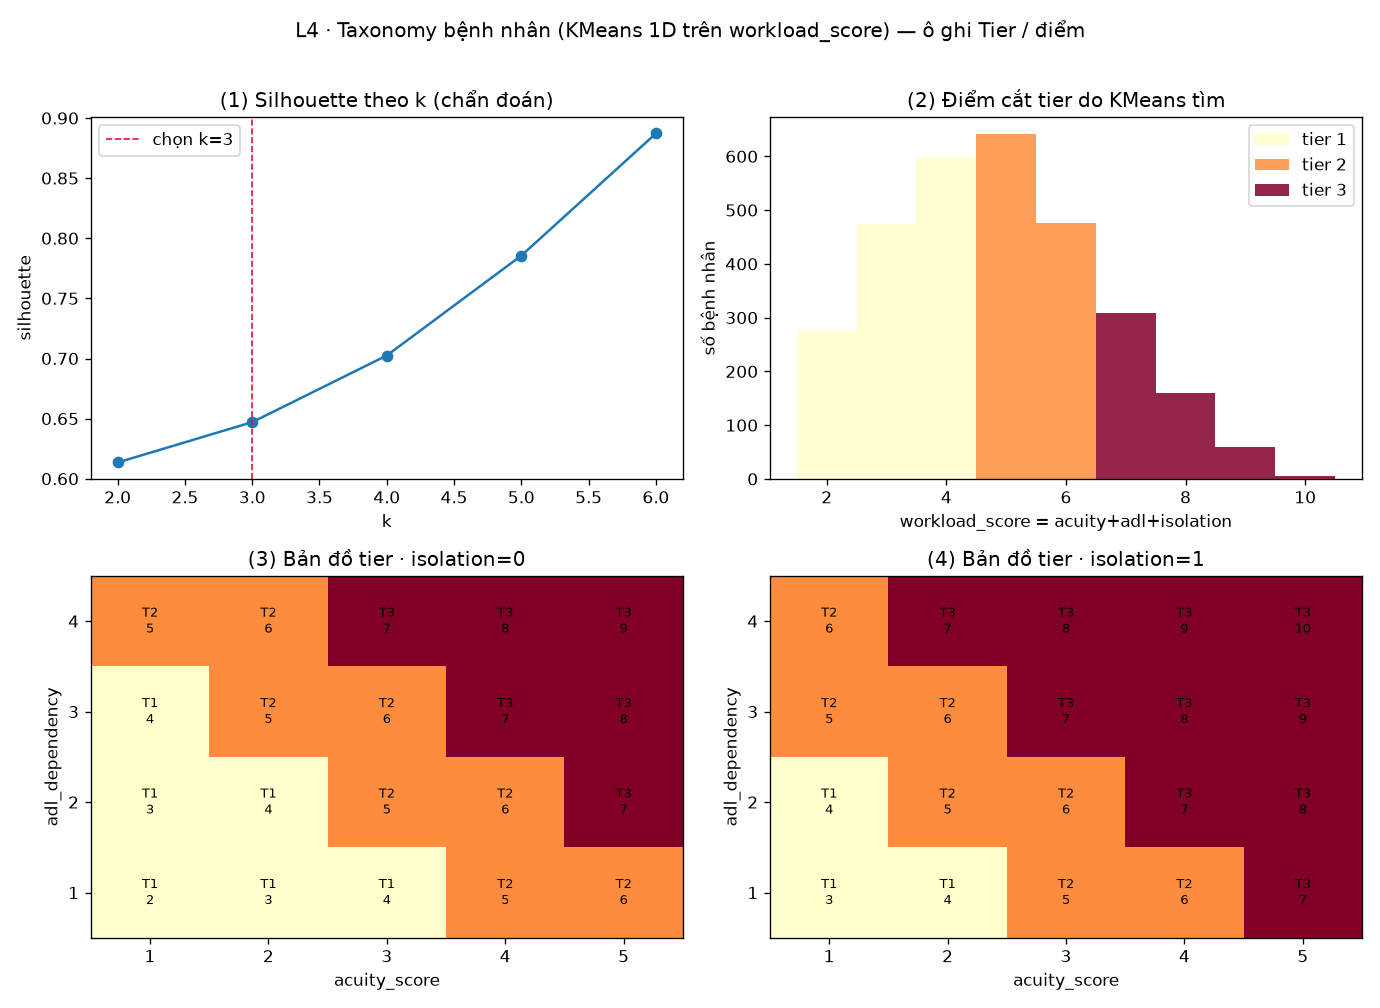 L4 · Taxonomy bệnh nhân (KMeans 1D trên workload_score) — ô ghi Tier / điểm
(1) Silhouette theo k (chẩn đoán)
chọn k=3
0.90
0.85
0.80
0.75
0.70
0.65
0.60
silhouette
2.0 2.5 3.0 3.5 4.0 4.5 5.0 5.5 6.0
k
(2) Điểm cắt tier do KMeans tìm
tier 1
tier 2
tier 3
600
500
400
300
200
100
0
số bệnh nhân
2 4 6 8 10
workload_score = acuity+adl+isolation
(3) Bản đồ tier · isolation=0
adl_dependency
4
T2 T2 T3 T3 T3
5 6 7 8 9
3
T1 T2 T2 T3 T3
4 5 6 7 8
2
T1 T1 T2 T2 T3
3 4 5 6 7
1
T1 T1 T1 T2 T2
2 3 4 5 6
1 2 3 4 5
acuity_score
(4) Bản đồ tier · isolation=1
adl_dependency
4
T2 T3 T3 T3 T3
6 7 8 9 10
3
T2 T2 T3 T3 T3
5 6 7 8 9
2
T1 T2 T2 T3 T3
4 5 6 7 8
1
T1 T1 T2 T2 T3
3 4 5 6 7
1 2 3 4 5
acuity_score